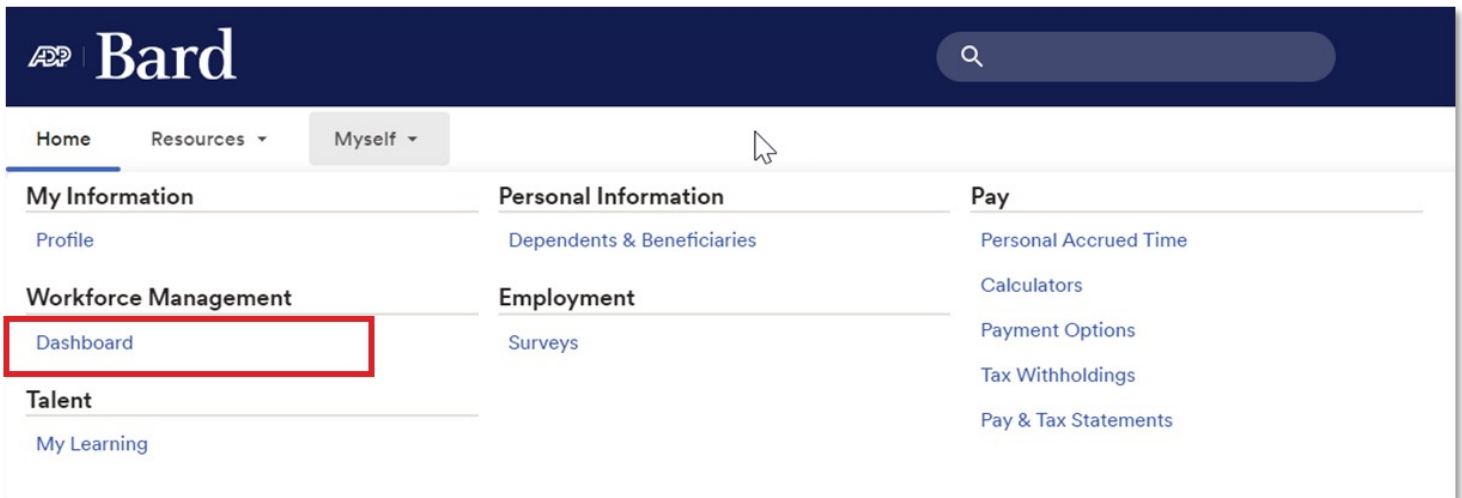 ADP Bard
Home Resources Myself
My Information
Profile
Workforce Management
Dashboard
Talent
My Learning
Personal Information
Dependents & Beneficiaries
Employment
Surveys
Pay
Personal Accrued Time
Calculators
Payment Options
Tax Withholdings
Pay & Tax Statements